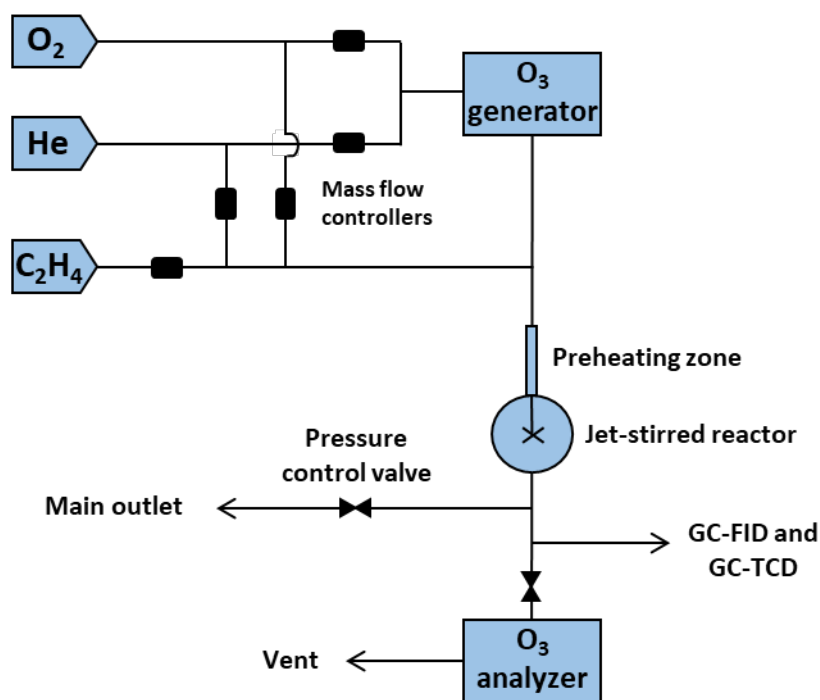 O₂
O₃
generator
He
Mass flow
controllers
C₂H₄
Preheating zone
Jet-stirred reactor
Pressure
control valve
Main outlet
GC-FID and
GC-TCD
O₃
analyzer
Vent